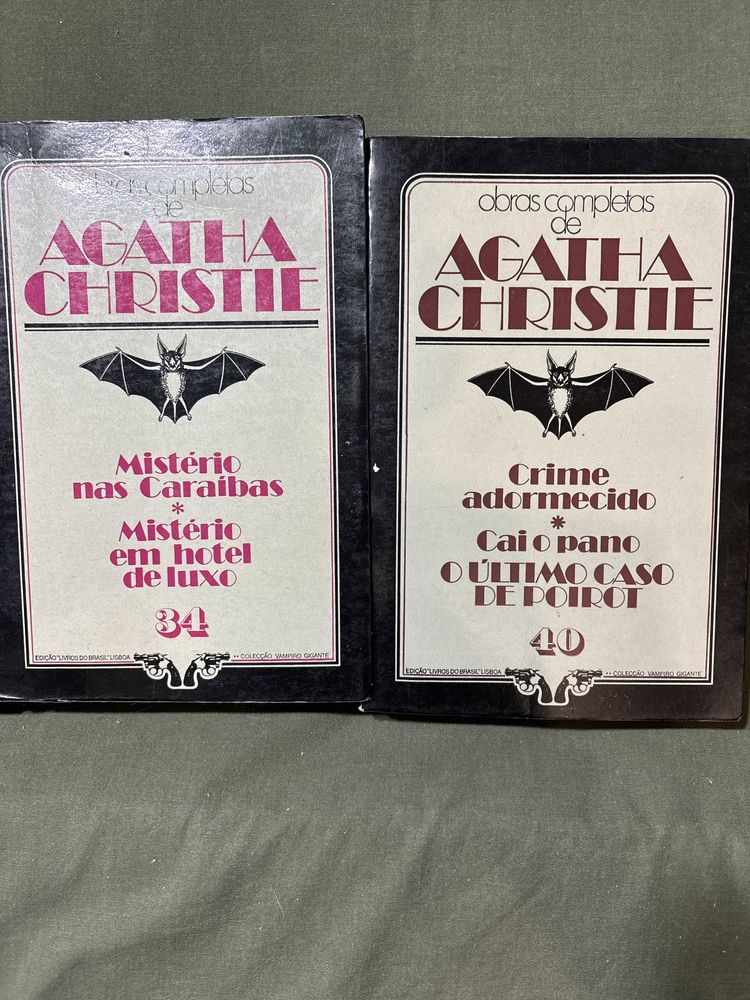 obras completas
de
AGATHA
CHRISTIE
Mistério
nas Caraíbas
*
Mistério
em hotel
de luxo
34
EDIÇÃO "LIVROS DO BRASIL" LISBOA
** COLECÇÃO VAMPIRO GIGANTE
obras completas
de
AGATHA
CHRISTIE
Crime
adormecido
*
Cai o pano
O ÚLTIMO CASO
DE POIROT
40
EDIÇÃO "LIVROS DO BRASIL" LISBOA
** COLECÇÃO VAMPIRO GIGANTE